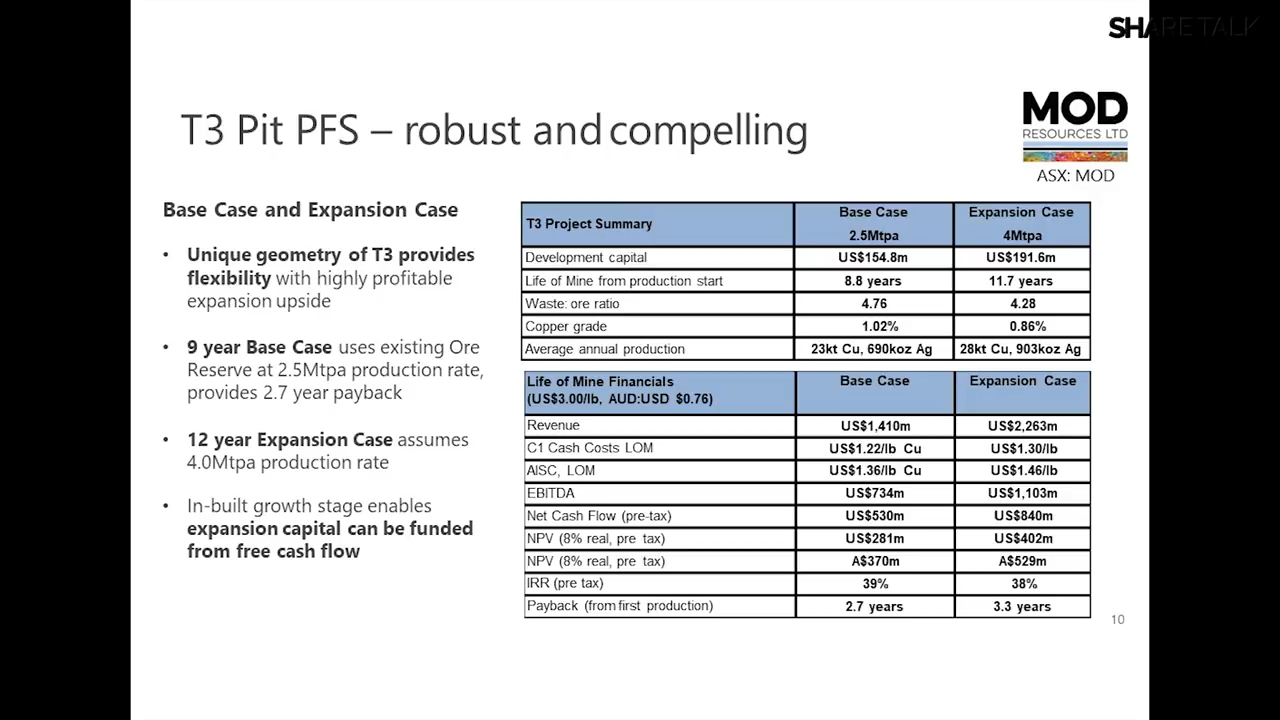 SHARETALK
T3 Pit PFS – robust and compelling
MOD
RESOURCES LTD
ASX: MOD
Base Case and Expansion Case
• Unique geometry of T3 provides
flexibility with highly profitable
expansion upside
• 9 year Base Case uses existing Ore
Reserve at 2.5Mtpa production rate,
provides 2.7 year payback
• 12 year Expansion Case assumes
4.0Mtpa production rate
• In-built growth stage enables
expansion capital can be funded
from free cash flow
T3 Project Summary Base Case Expansion Case
2.5Mtpa 4Mtpa
Development capital US$154.8m US$191.6m
Life of Mine from production start 8.8 years 11.7 years
Waste: ore ratio 4.76 4.28
Copper grade 1.02% 0.86%
Average annual production 23kt Cu, 690koz Ag 28kt Cu, 903koz Ag
Life of Mine Financials Base Case Expansion Case
(US$3.00/lb, AUD:USD $0.76)
Revenue US$1,410m US$2,263m
C1 Cash Costs LOM US$1.22/lb Cu US$1.30/lb
AISC, LOM US$1.36/lb Cu US$1.46/lb
EBITDA US$734m US$1,103m
Net Cash Flow (pre-tax) US$530m US$840m
NPV (8% real, pre tax) US$281m US$402m
NPV (8% real, pre tax) A$370m A$529m
IRR (pre tax) 39% 38%
Payback (from first production) 2.7 years 3.3 years
10